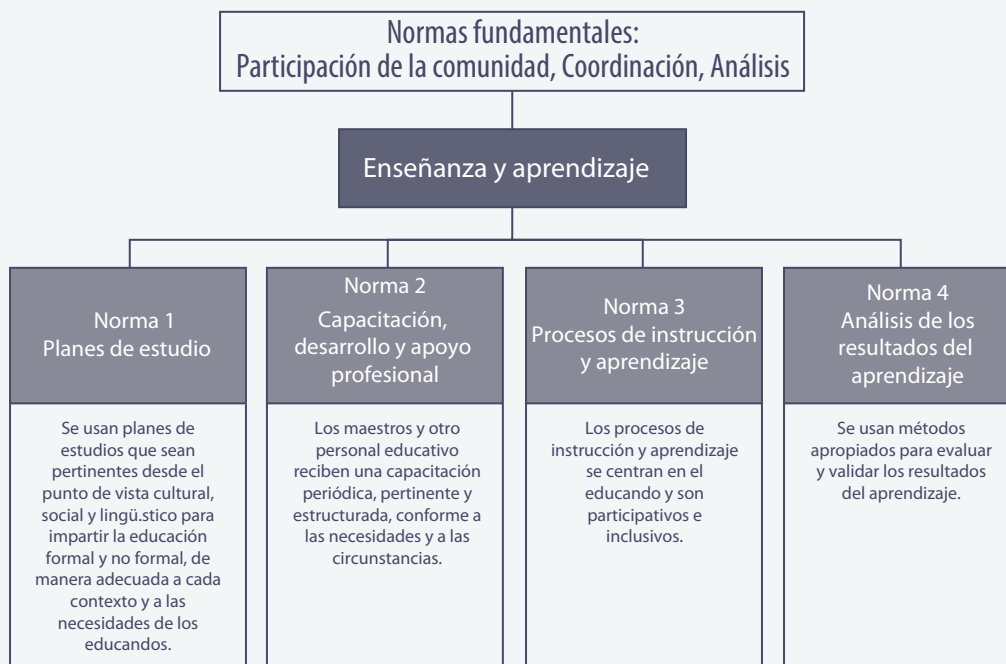 Normas fundamentales:
Participación de la comunidad, Coordinación, Análisis
Enseñanza y aprendizaje
Norma 1
Planes de estudio
Se usan planes de
estudios que sean
pertinentes desde el
punto de vista cultural,
social y lingü.stico para
impartir la educación
formal y no formal, de
manera adecuada a cada
contexto y a las
necesidades de los
educandos.
Norma 2
Capacitación,
desarrollo y apoyo
profesional
Los maestros y otro
personal educativo
reciben una capacitación
periódica, pertinente y
estructurada, conforme a
las necesidades y a las
circunstancias.
Norma 3
Procesos de instrucción
y aprendizaje
Los procesos de
instrucción y aprendizaje
se centran en el
educando y son
participativos e
inclusivos.
Norma 4
Análisis de los
resultados del
aprendizaje
Se usan métodos
apropiados para evaluar
y validar los resultados
del aprendizaje.